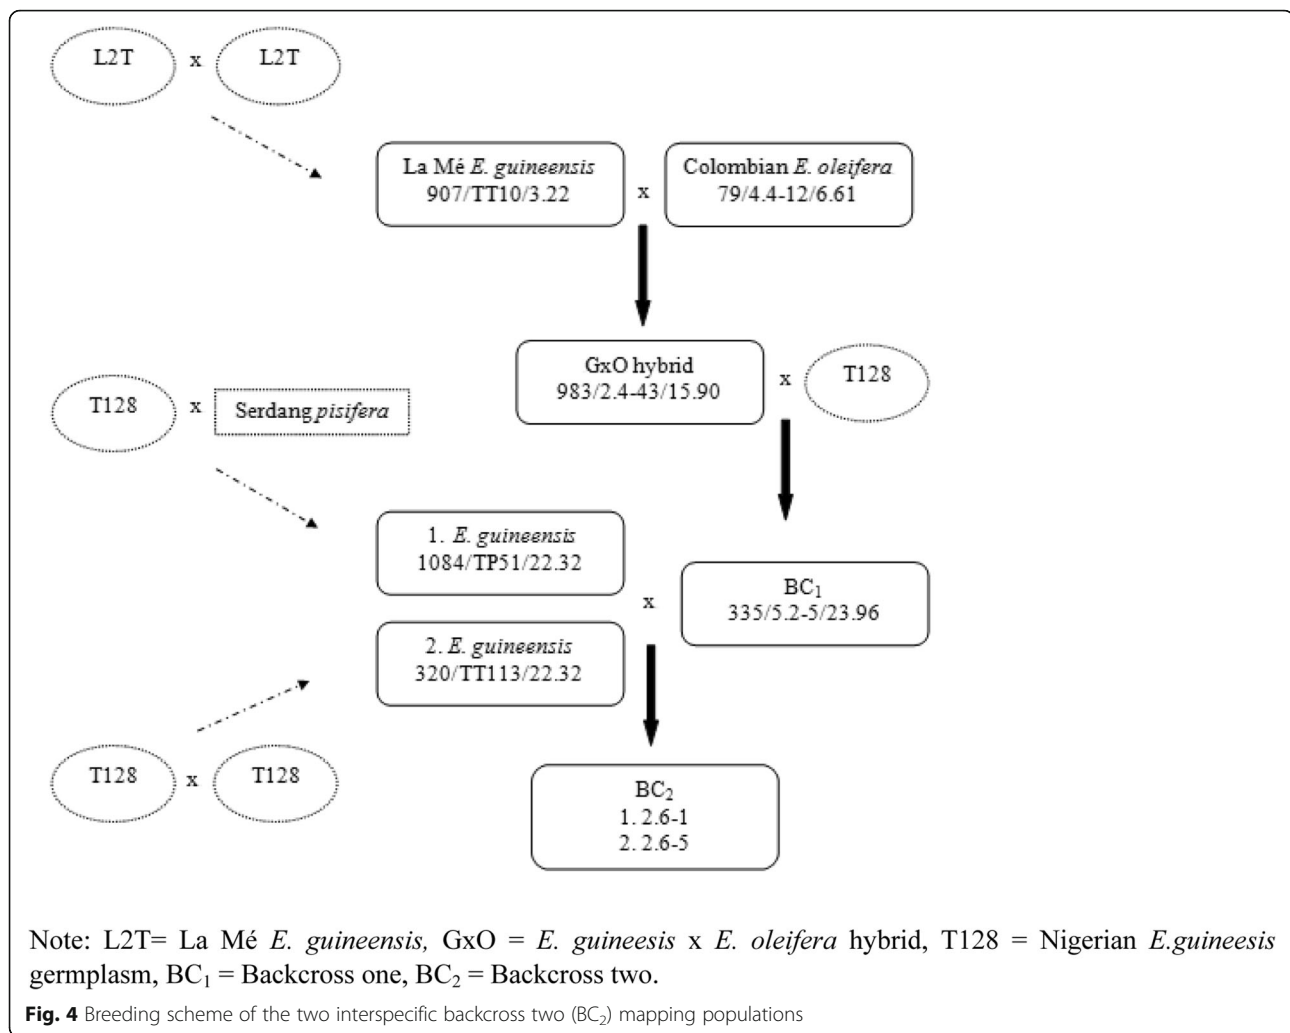 L2T x L2T
La Mé E. guineensis
907/TT10/3.22
x
Colombian E. oleifera
79/4.4-12/6.61
GxO hybrid
983/2.4-43/15.90
x
T128
T128 x Serdang pisifera
1. E. guineensis
1084/TP51/22.32
2. E. guineensis
320/TT113/22.32
x
BC₁
335/5.2-5/23.96
T128 x T128
BC₂
1. 2.6-1
2. 2.6-5
Note: L2T= La Mé E. guineensis, GxO = E. guineesis x E. oleifera hybrid, T128 = Nigerian E.guineesis
germplasm, BC₁ = Backcross one, BC₂ = Backcross two.
Fig. 4 Breeding scheme of the two interspecific backcross two (BC₂) mapping populations